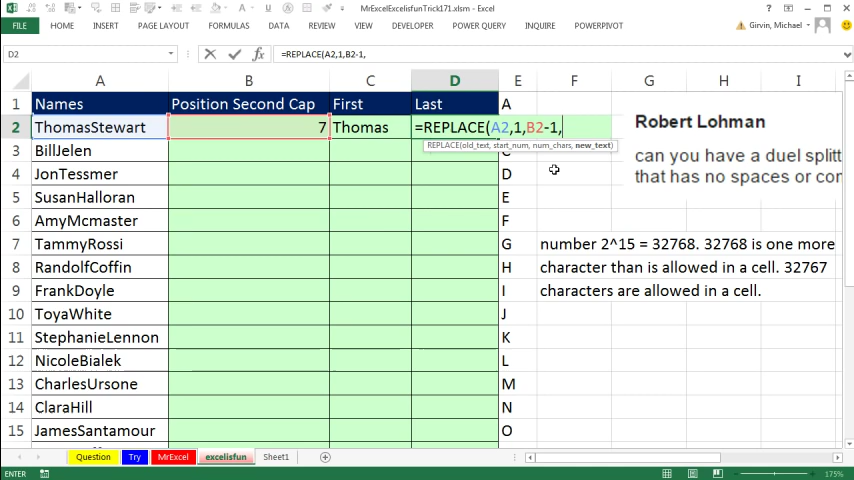 MrExcelExcelisfunTrick171.xlsm - Excel
FILE HOME INSERT PAGE LAYOUT FORMULAS DATA REVIEW VIEW DEVELOPER POWER QUERY INQUIRE POWERPIVOT Girvin, Michael
D2 fx =REPLACE(A2,1,B2-1,
A B C D E F G H I
1 Names Position Second Cap First Last A
2 ThomasStewart 7 Thomas =REPLACE(A2,1,B2-1,
Robert Lohman
REPLACE(old_text, start_num, num_chars, new_text)
3 BillJelen C can you have a duel splitt
4 JonTessmer D that has no spaces or con
5 SusanHalloran E
6 AmyMcmaster F
7 TammyRossi G number 2^15 = 32768. 32768 is one more
8 RandolfCoffin H character than is allowed in a cell. 32767
9 FrankDoyle I characters are allowed in a cell.
10 ToyaWhite J
11 StephanieLennon K
12 NicoleBialek L
13 CharlesUrsone M
14 ClaraHill N
15 JamesSantamour O
Question Try MrExcel excelisfun Sheet1
ENTER 175%